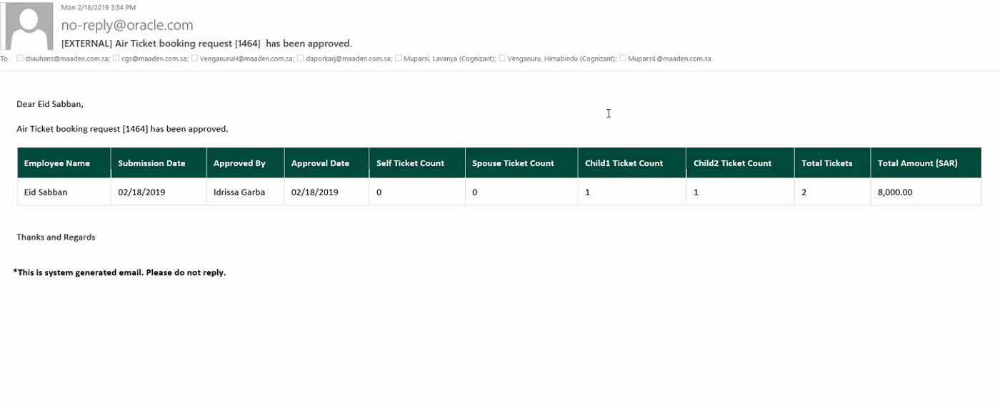 Mon 2/18/2019 3:54 PM
no-reply@oracle.com
[EXTERNAL] Air Ticket booking request [1464]  has been approved.
To chauhans@maaden.com.sa; cgs@maaden.com.sa; VenganuruH@maaden.com.sa; daporkarj@maaden.com.sa; Muparsi, Lavanya (Cognizant); Venganuru, Himabindu (Cognizant); MuparsiL@maaden.com.sa
Dear Eid Sabban,
Air Ticket booking request [1464] has been approved.
Employee Name Submission Date Approved By Approval Date Self Ticket Count Spouse Ticket Count Child1 Ticket Count Child2 Ticket Count Total Tickets Total Amount (SAR)
Eid Sabban 02/18/2019 Idrissa Garba 02/18/2019 0 0 1 1 2 8,000.00
Thanks and Regards
*This is system generated email. Please do not reply.